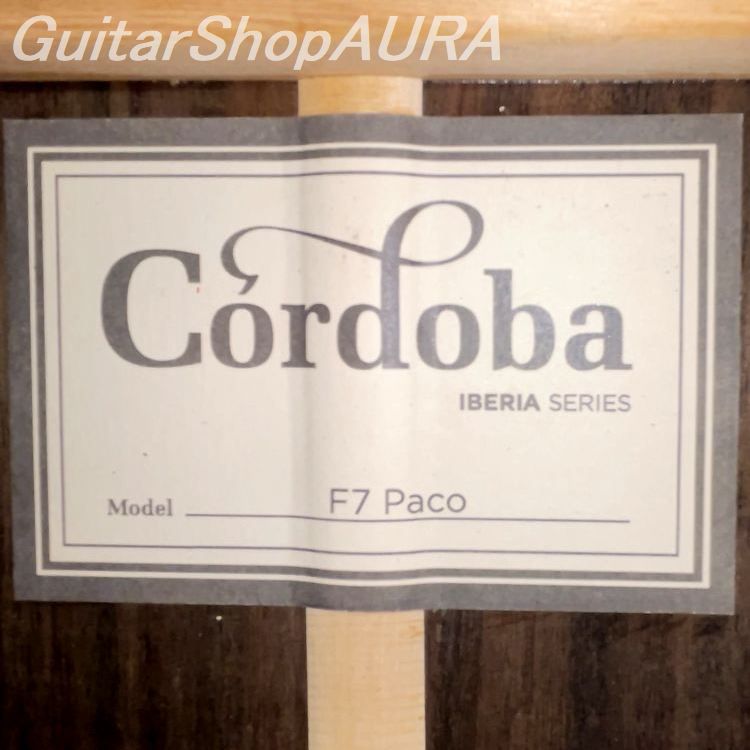 GuitarShopAURA
Córdoba
IBERIA SERIES
Model F7 Paco